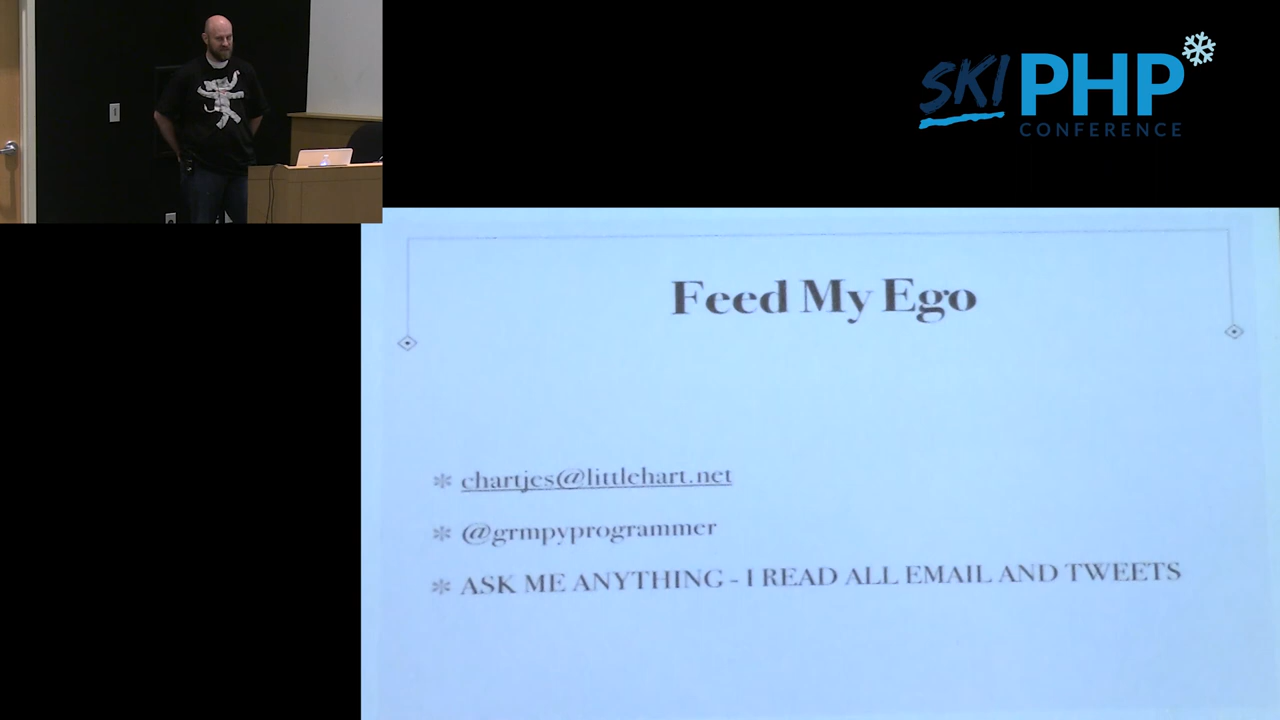 SKI PHP
CONFERENCE
Feed My Ego
chartjes@littlehart.net
@grmpyprogrammer
ASK ME ANYTHING - I READ ALL EMAIL AND TWEETS